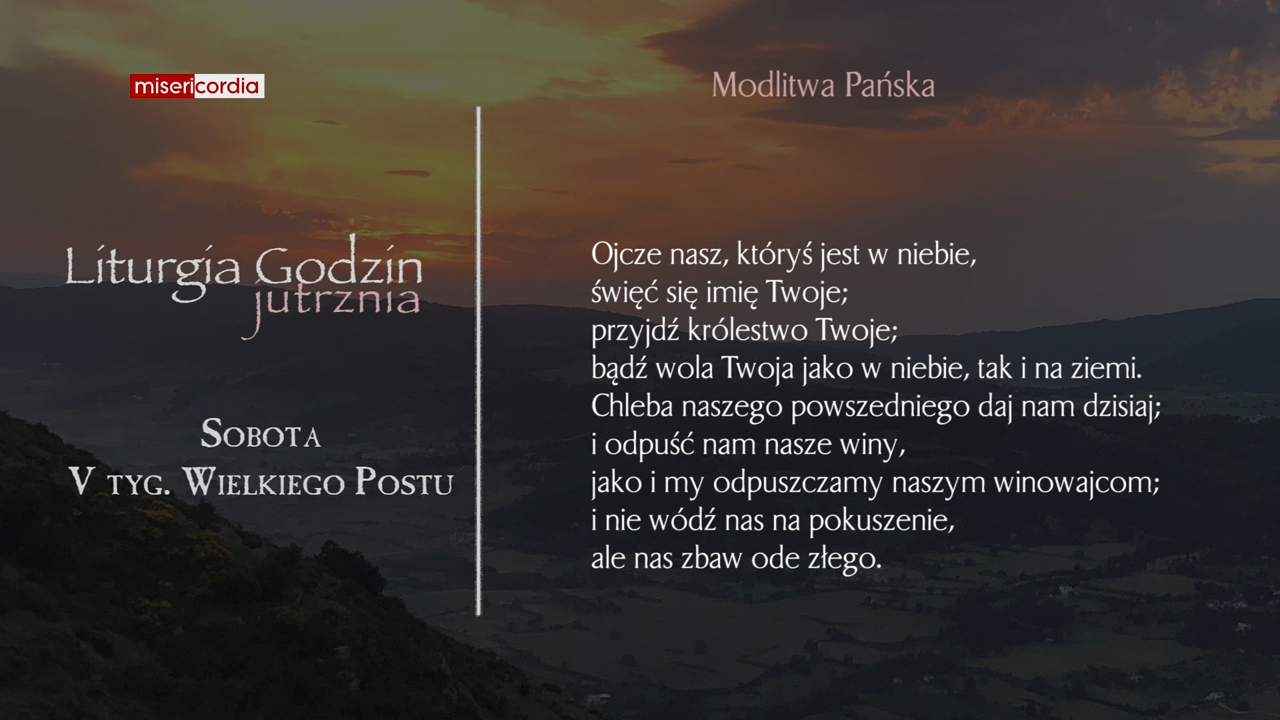 misericordia
Liturgia Godzin
jutrznia
Sobota
V tyg. Wielkiego Postu
Modlitwa Pańska
Ojcze nasz, któryś jest w niebie,
święć się imię Twoje;
przyjdź królestwo Twoje;
bądź wola Twoja jako w niebie, tak i na ziemi.
Chleba naszego powszedniego daj nam dzisiaj;
i odpuść nam nasze winy,
jako i my odpuszczamy naszym winowajcom;
i nie wódź nas na pokuszenie,
ale nas zbaw ode złego.